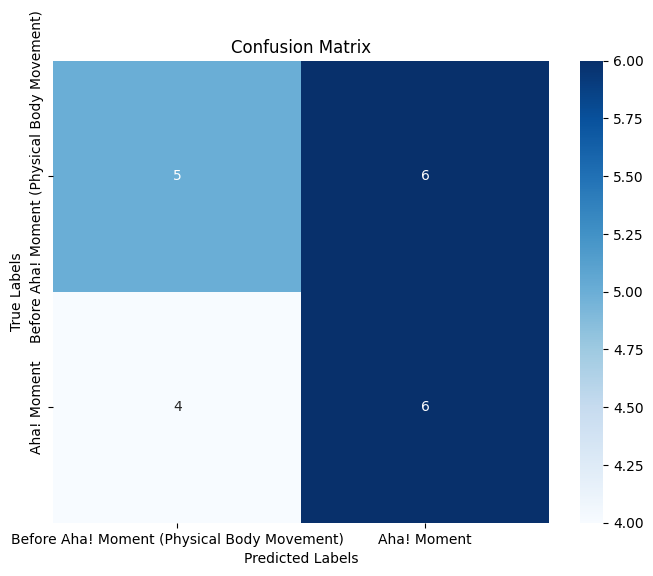 Confusion Matrix
True Labels
Before Aha! Moment (Physical Body Movement)
Aha! Moment
5
6
4
6
Before Aha! Moment (Physical Body Movement)
Aha! Moment
Predicted Labels
6.00
5.75
5.50
5.25
5.00
4.75
4.50
4.25
4.00